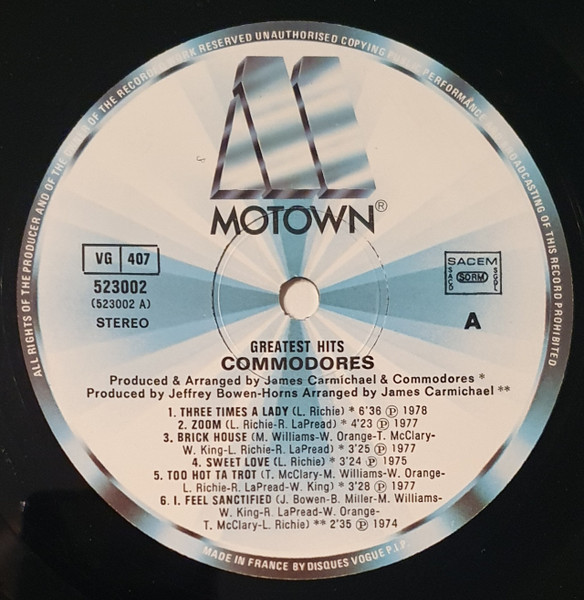 ALL RIGHTS OF THE PRODUCER AND OF THE OWNER OF THE RECORDED WORK RESERVED UNAUTHORISED COPYING PUBLIC PERFORMANCE AND BROADCASTING OF THIS RECORD PROHIBITED
MOTOWN®
VG 407
523002
(523002 A)
STEREO
SACEM
SACD SDRM SGDL
A
GREATEST HITS
COMMODORES
Produced & Arranged by James Carmichael & Commodores *
Produced by Jeffrey Bowen-Horns Arranged by James Carmichael **
1. THREE TIMES A LADY (L. Richie) * 6'36 ℗ 1978
2. ZOOM (L. Richie-R. LaPread) * 4'23 ℗ 1977
3. BRICK HOUSE (M. Williams-W. Orange-T. McClary-
W. King-L. Richie-R. LaPread) * 3'25 ℗ 1977
4. SWEET LOVE (L. Richie) * 3'24 ℗ 1975
5. TOO HOT TA TROT (T. McClary-M. Williams-W. Orange-
L. Richie-R. LaPread-W. King) * 3'28 ℗ 1977
6. I. FEEL SANCTIFIED (J. Bowen-B. Miller-M. Williams-
W. King-R. LaPread-W. Orange-
T. McClary-L. Richie) ** 2'35 ℗ 1974
MADE IN FRANCE BY DISQUES VOGUE P.I.P.